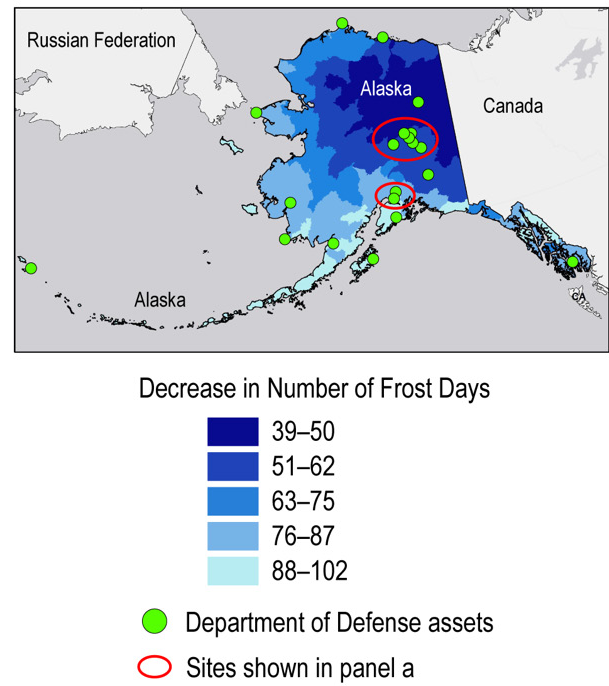 Russian Federation
Alaska
Canada
Alaska
CA
Decrease in Number of Frost Days
39–50
51–62
63–75
76–87
88–102
Department of Defense assets
Sites shown in panel a